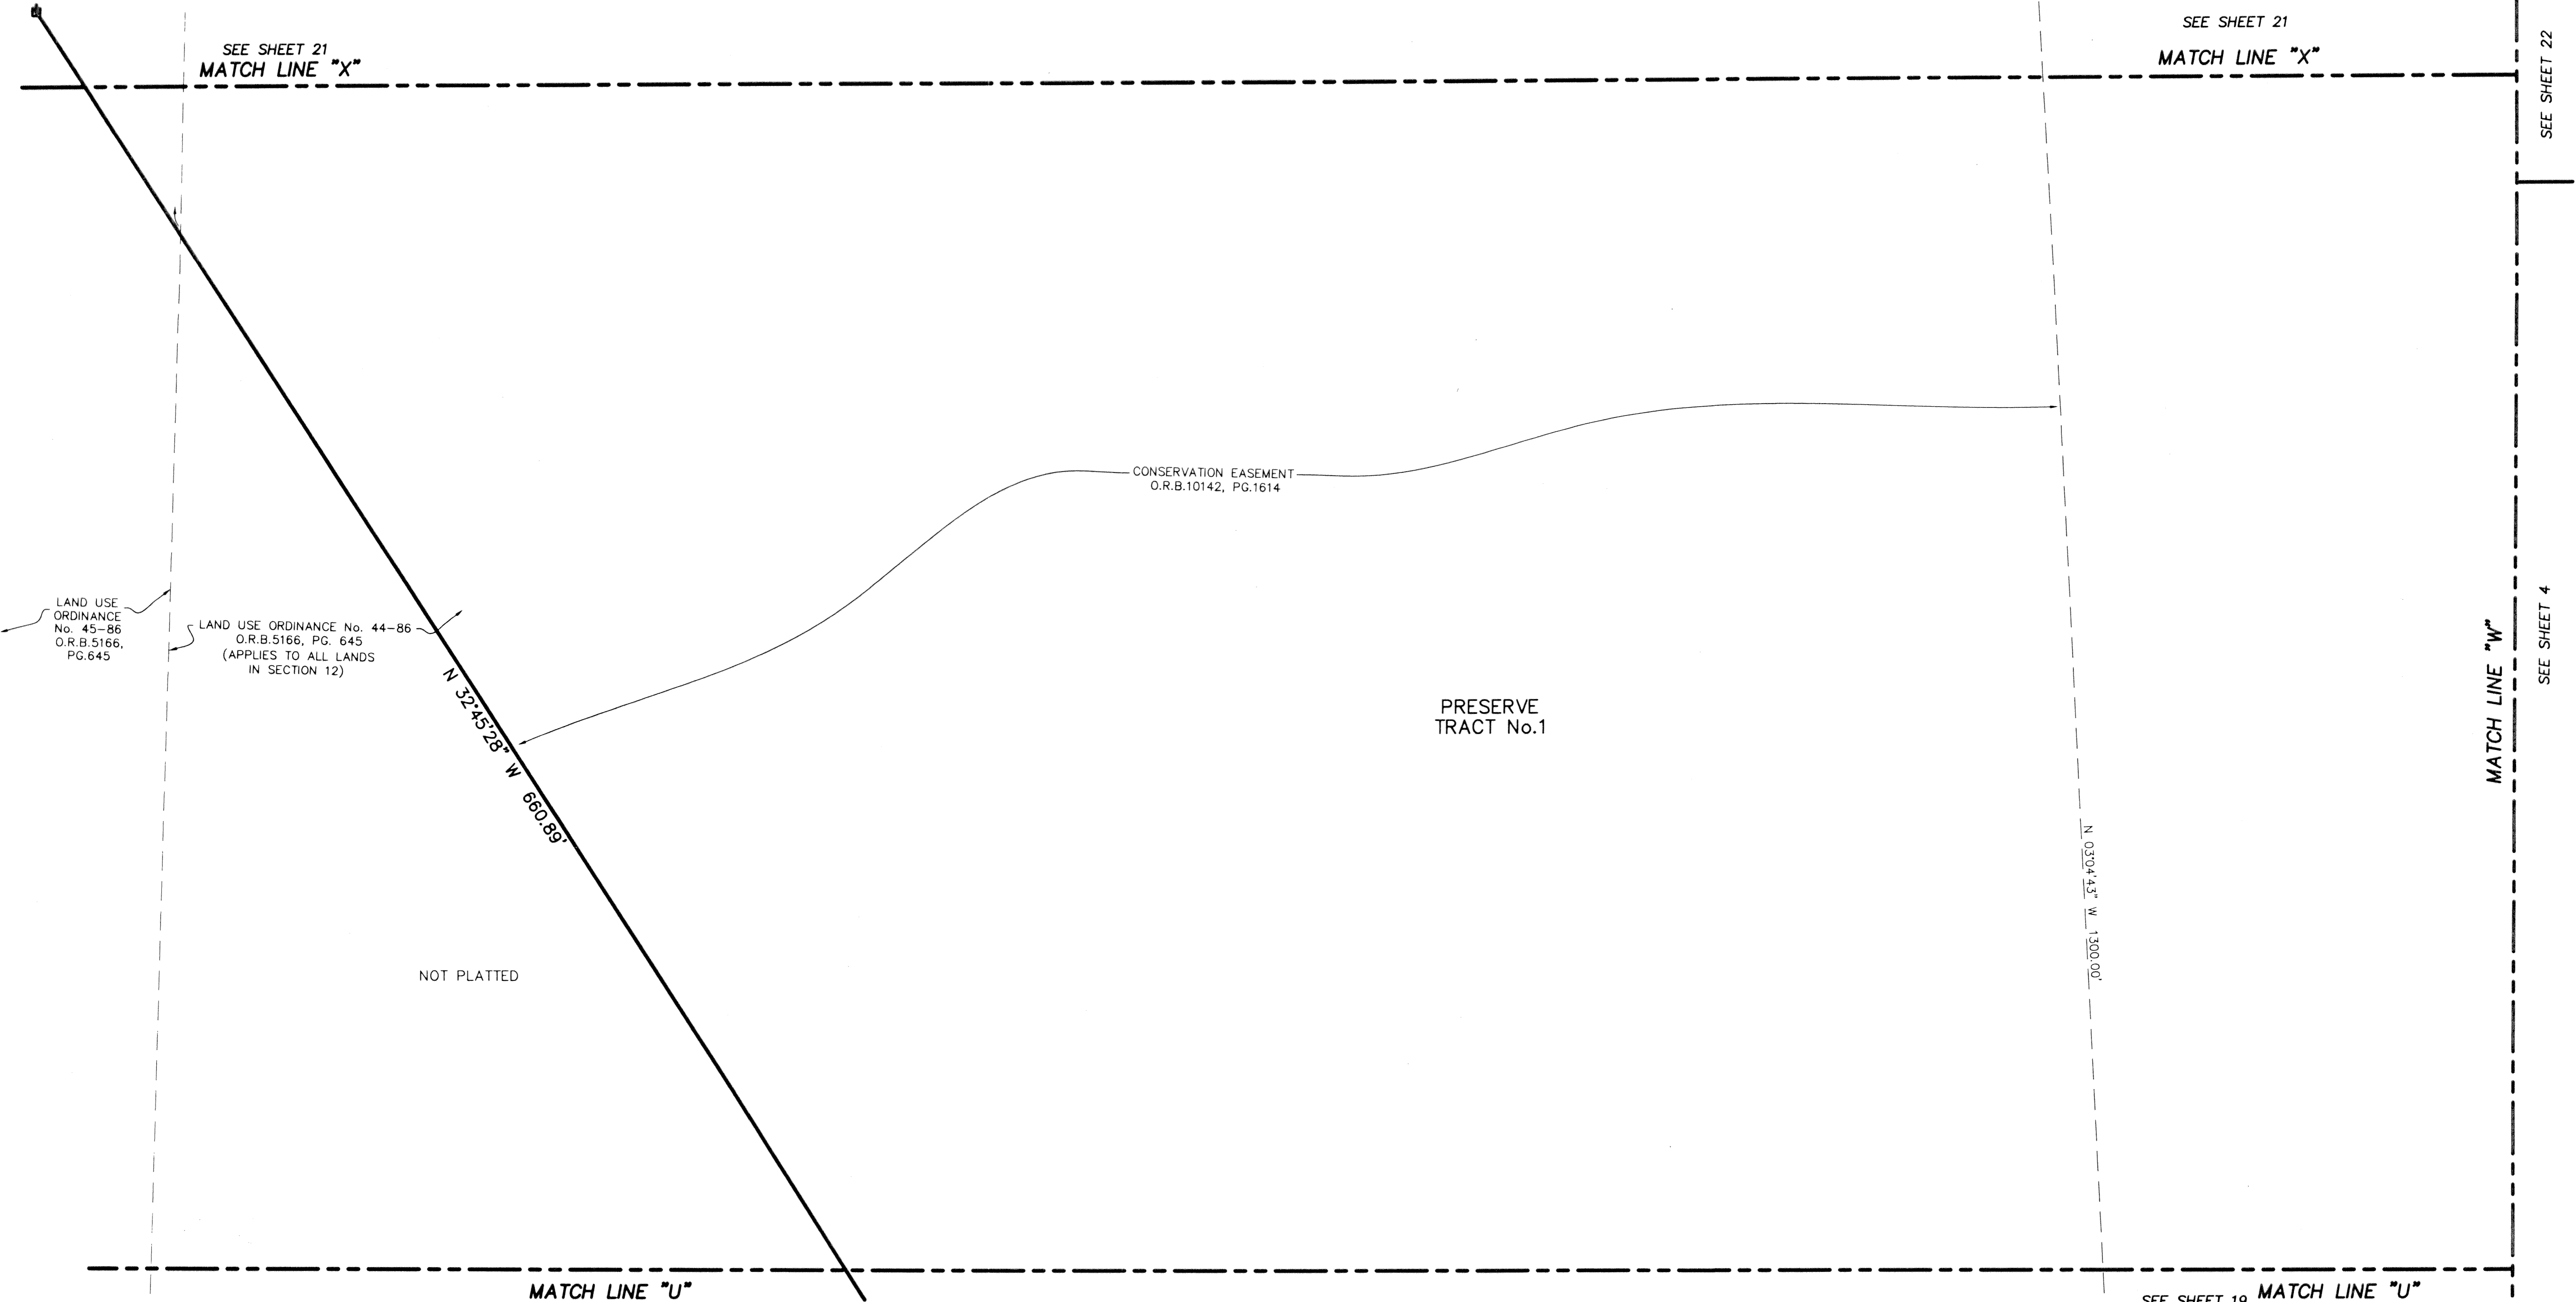 SEE SHEET 21
MATCH LINE "X"
SEE SHEET 21
MATCH LINE "X"
SEE SHEET 22
CONSERVATION EASEMENT
O.R.B.10142, PG.1614
LAND USE
ORDINANCE
No. 45-86
O.R.B.5166,
PG.645
LAND USE ORDINANCE No. 44-86
O.R.B.5166, PG. 645
(APPLIES TO ALL LANDS
IN SECTION 12)
N 32°45'28" W 660.89'
PRESERVE
TRACT No.1
MATCH LINE "W"
SEE SHEET 4
N 03°04'43" W 1300.00'
NOT PLATTED
MATCH LINE "U"
SEE SHEET 19 MATCH LINE "U"